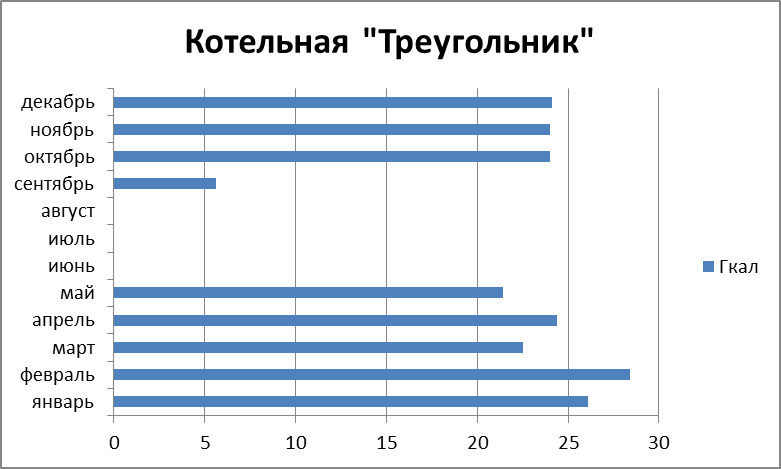 Котельная "Треугольник"
декабрь
ноябрь
октябрь
сентябрь
август
июль
июнь
май
апрель
март
февраль
январь
Гкал
0 5 10 15 20 25 30